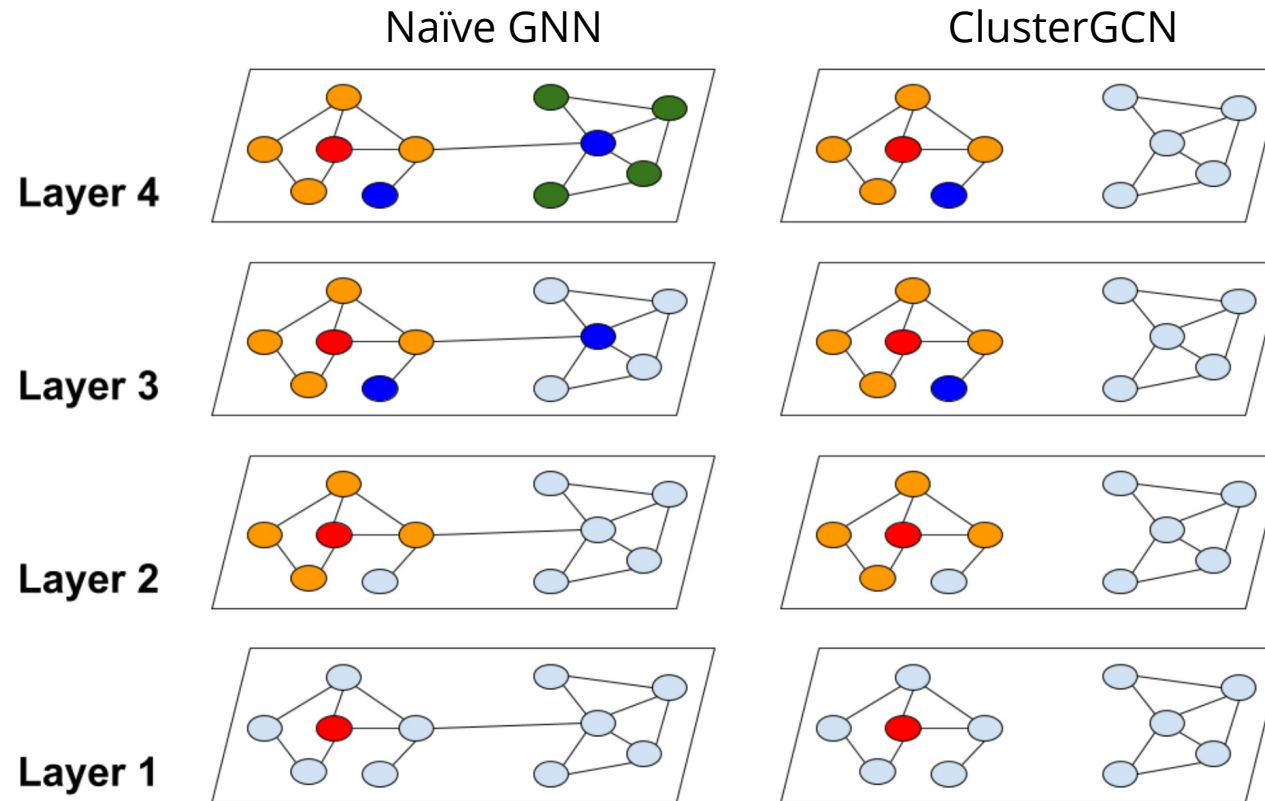 Naïve GNN
ClusterGCN
Layer 4
Layer 3
Layer 2
Layer 1